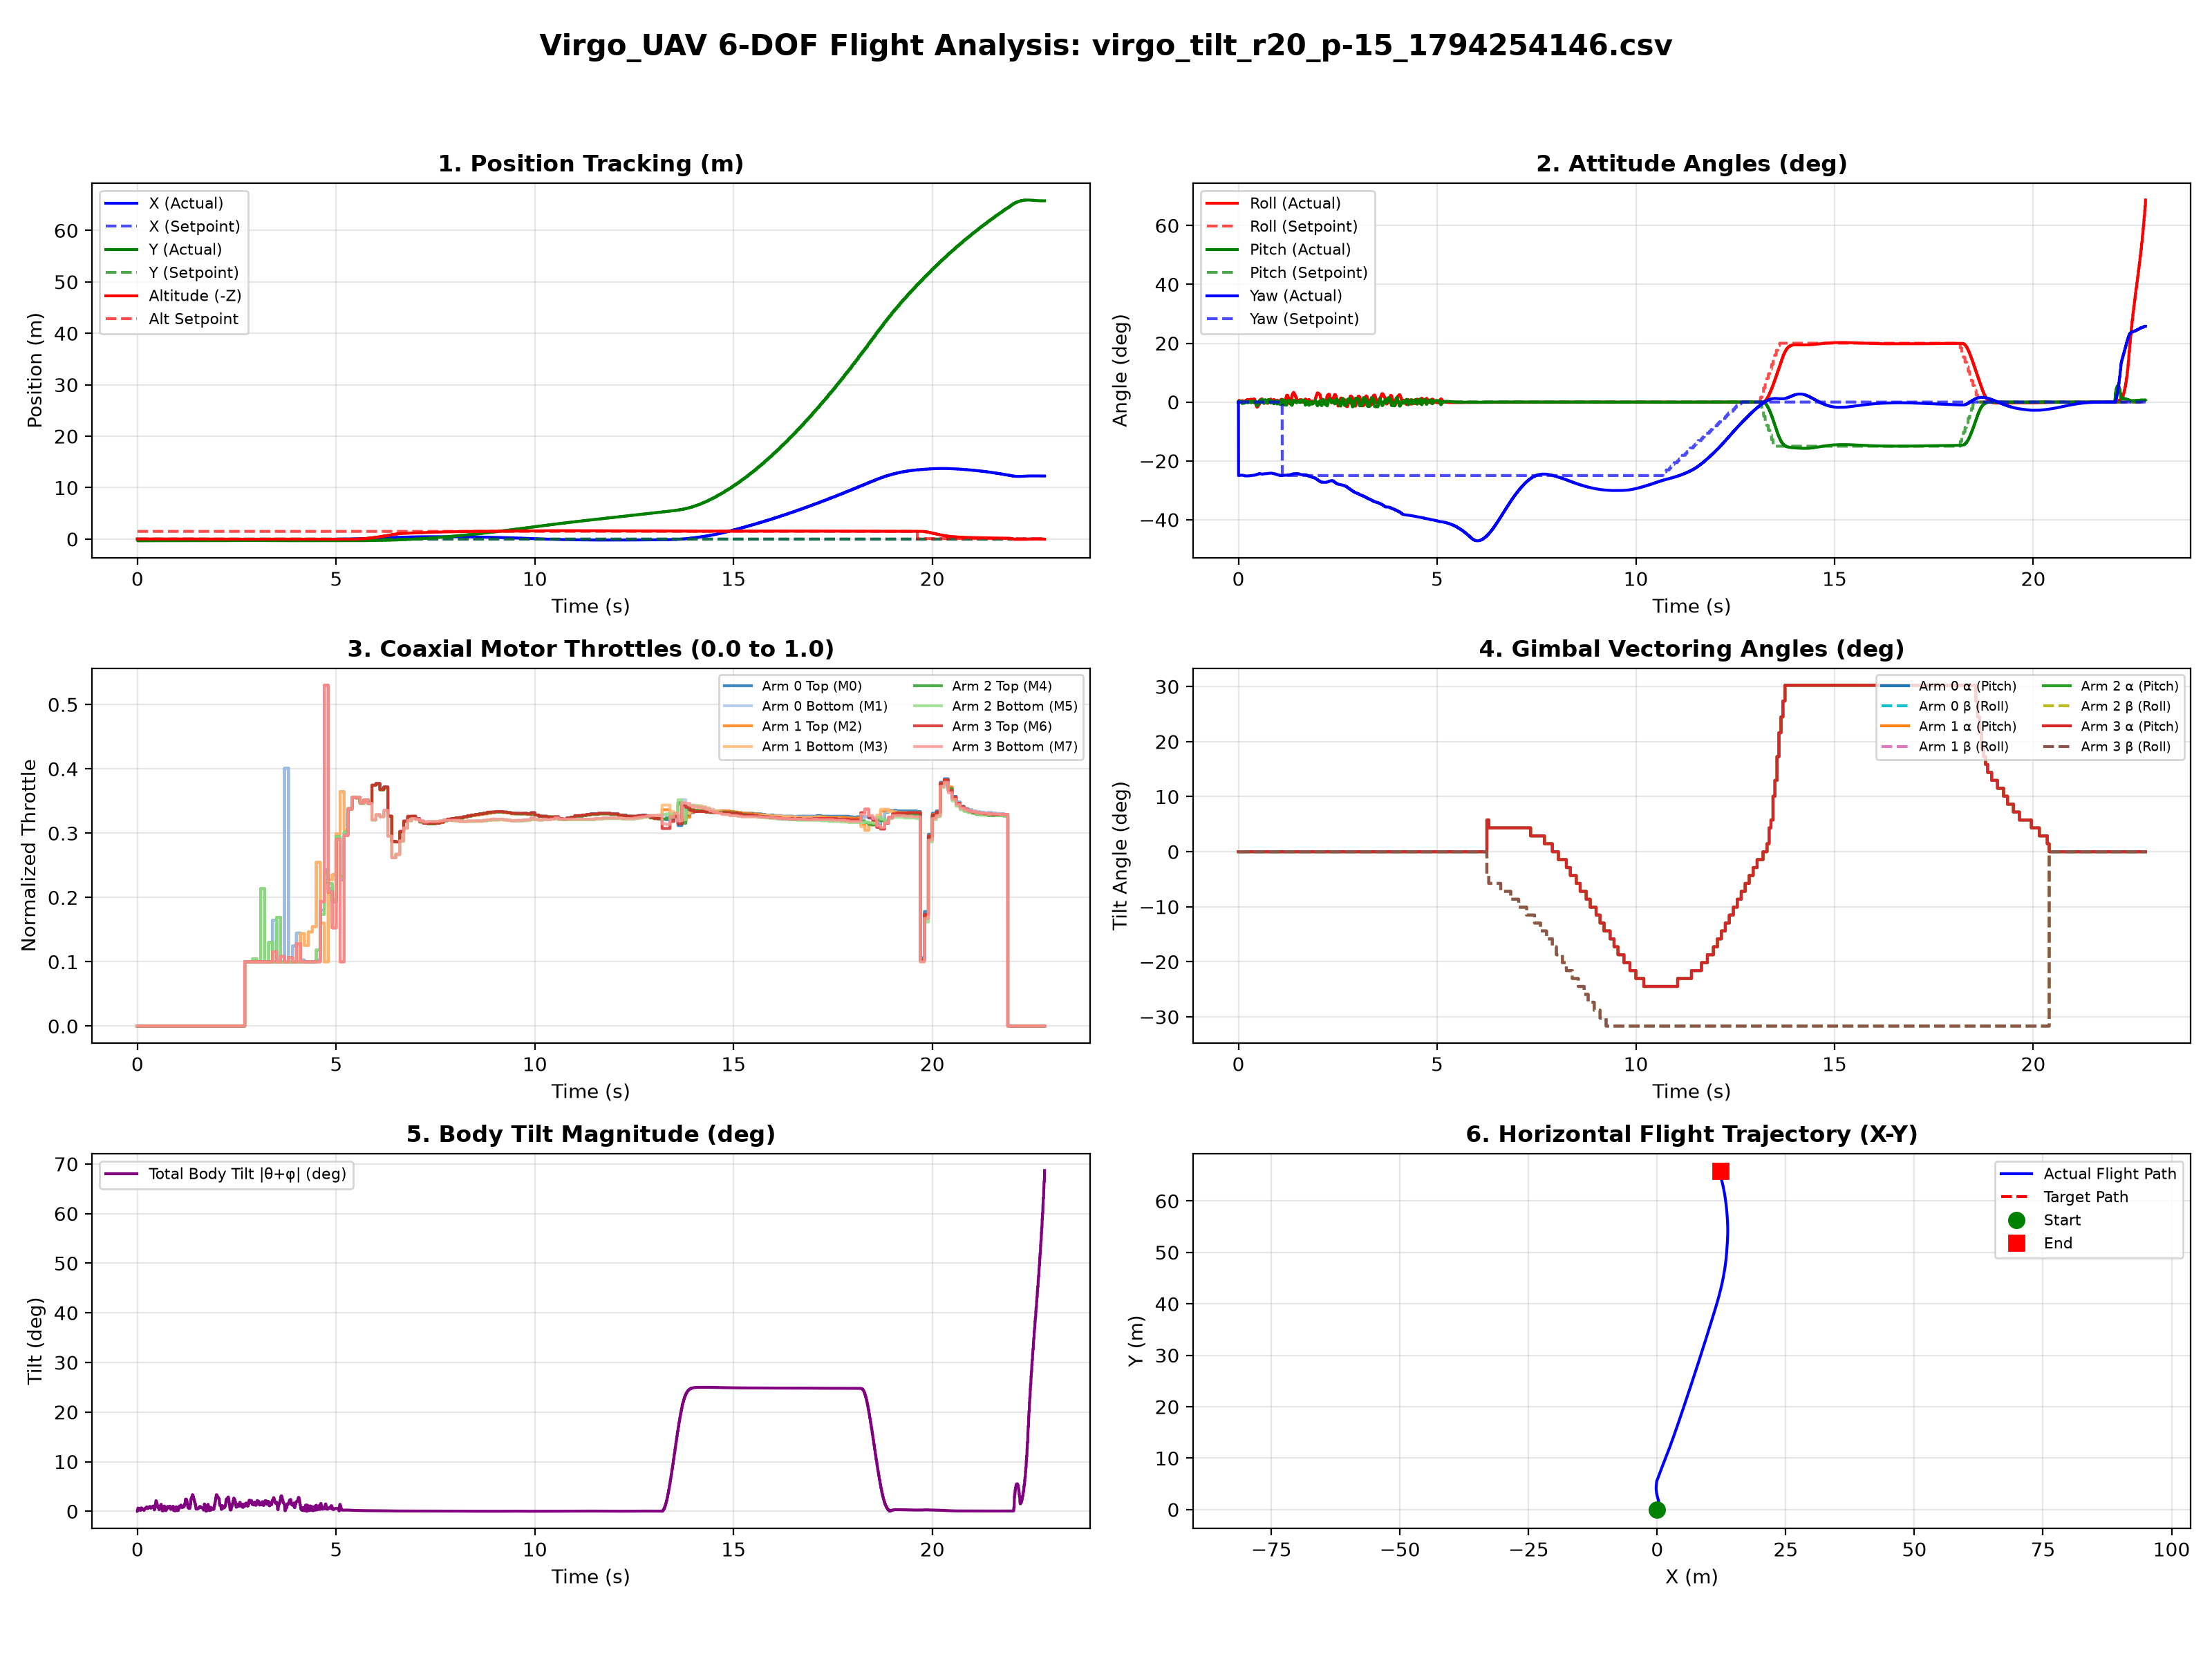 Virgo_UAV 6-DOF Flight Analysis: virgo_tilt_r20_p-15_1794254146.csv
1. Position Tracking (m)
X (Actual)
X (Setpoint)
Y (Actual)
Y (Setpoint)
Altitude (-Z)
Alt Setpoint
Position (m)
60
50
40
30
20
10
0
0
5
10
15
20
Time (s)
2. Attitude Angles (deg)
Roll (Actual)
Roll (Setpoint)
Pitch (Actual)
Pitch (Setpoint)
Yaw (Actual)
Yaw (Setpoint)
Angle (deg)
60
40
20
0
−20
−40
0
5
10
15
20
Time (s)
3. Coaxial Motor Throttles (0.0 to 1.0)
Arm 0 Top (M0)
Arm 0 Bottom (M1)
Arm 1 Top (M2)
Arm 1 Bottom (M3)
Arm 2 Top (M4)
Arm 2 Bottom (M5)
Arm 3 Top (M6)
Arm 3 Bottom (M7)
Normalized Throttle
0.5
0.4
0.3
0.2
0.1
0.0
0
5
10
15
20
Time (s)
4. Gimbal Vectoring Angles (deg)
Arm 0 α (Pitch)
Arm 0 β (Roll)
Arm 1 α (Pitch)
Arm 1 β (Roll)
Arm 2 α (Pitch)
Arm 2 β (Roll)
Arm 3 α (Pitch)
Arm 3 β (Roll)
Tilt Angle (deg)
30
20
10
0
−10
−20
−30
0
5
10
15
20
Time (s)
5. Body Tilt Magnitude (deg)
Total Body Tilt |θ+φ| (deg)
Tilt (deg)
70
60
50
40
30
20
10
0
0
5
10
15
20
Time (s)
6. Horizontal Flight Trajectory (X-Y)
Actual Flight Path
Target Path
Start
End
Y (m)
60
50
40
30
20
10
0
−75
−50
−25
0
25
50
75
100
X (m)